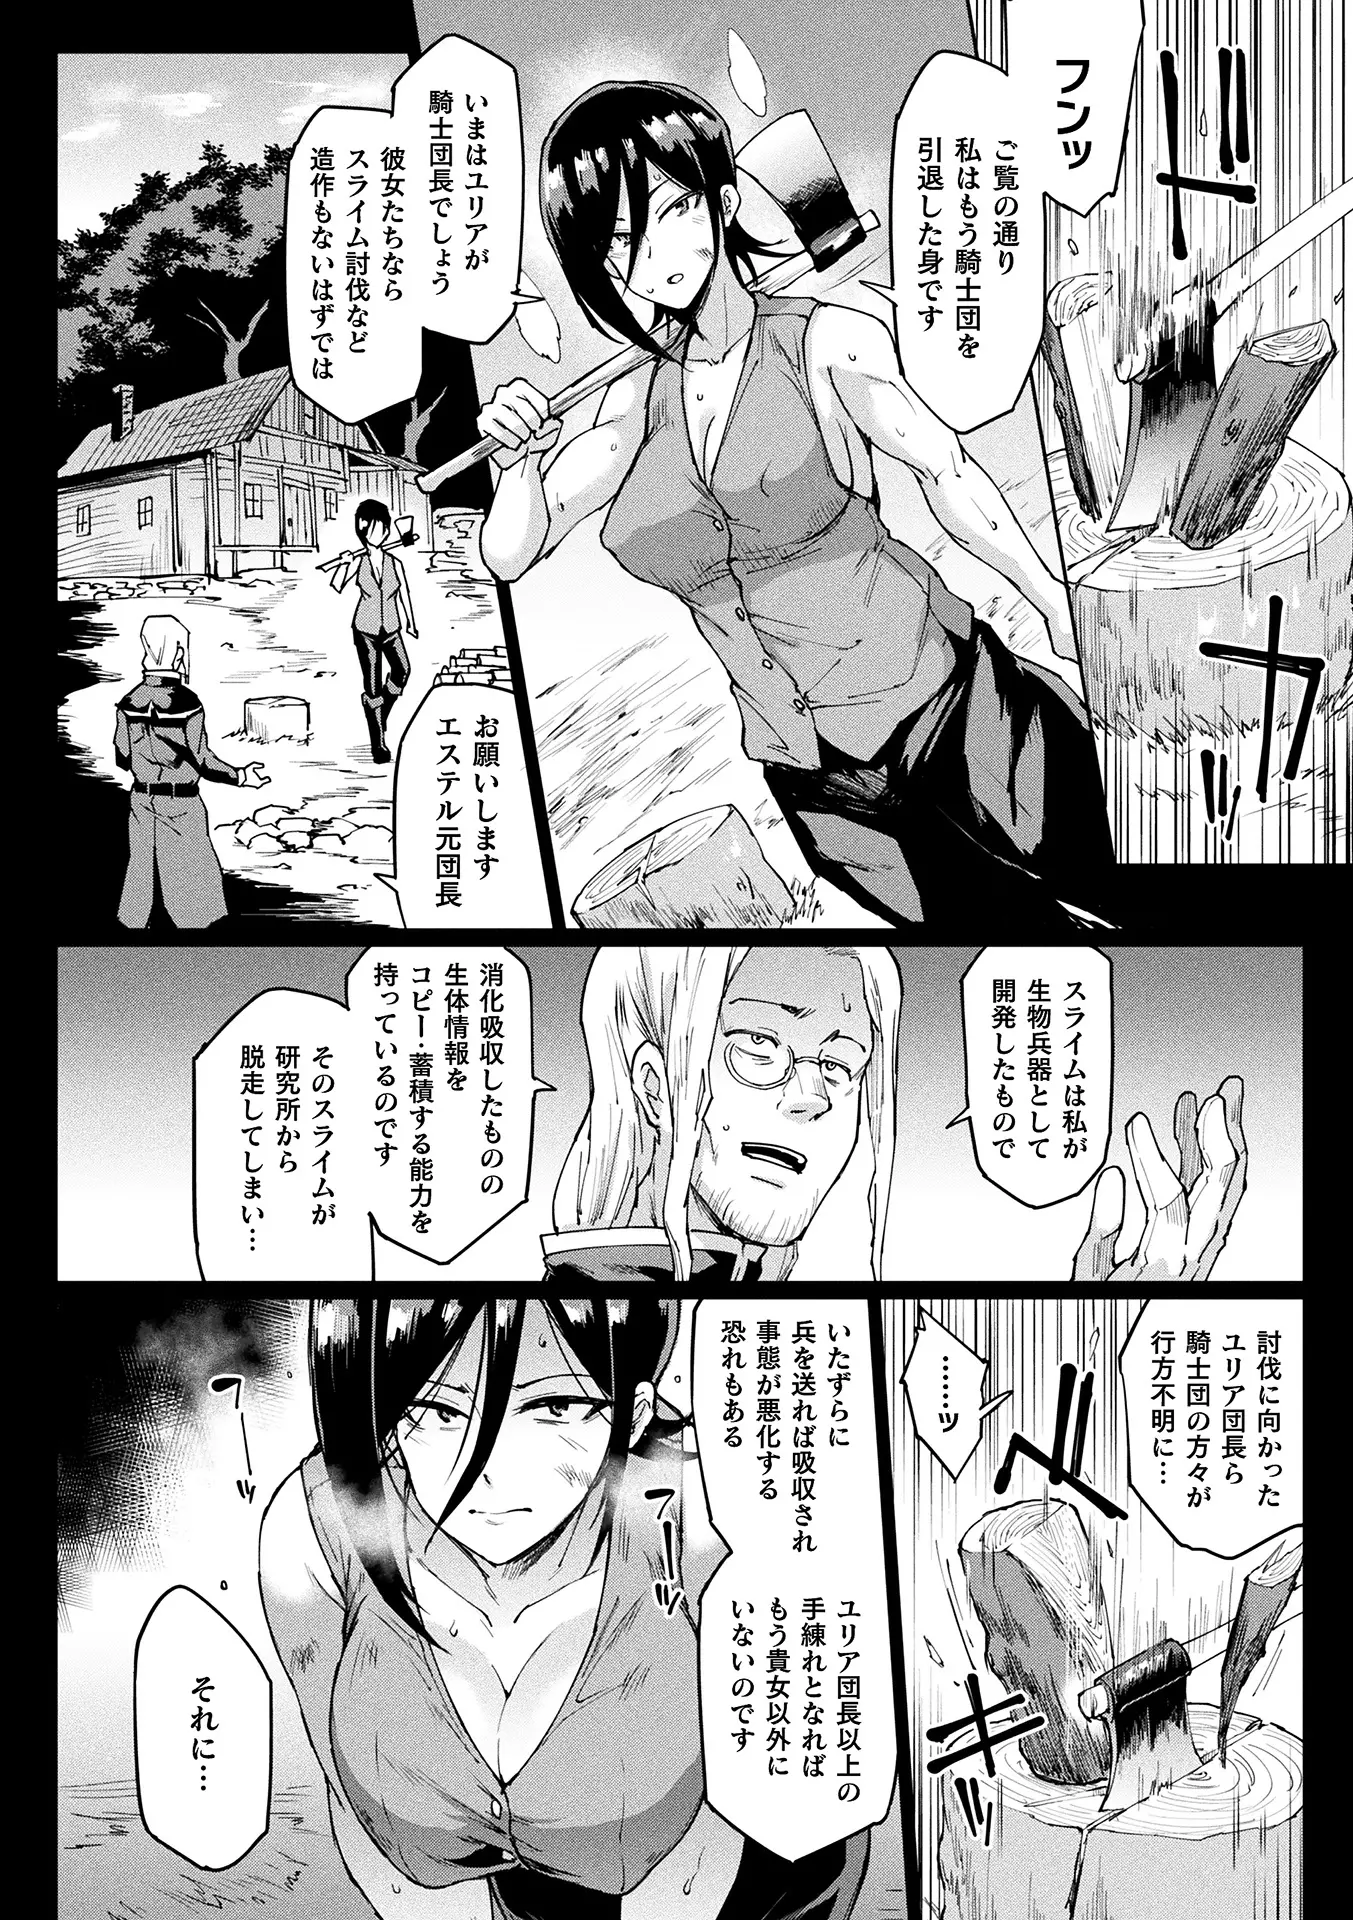 フンッ
ドギ
ガッ
ご覧の通り
私はもう騎士団を
引退した身です
いまはユリアが
騎士団長でしょう
彼女たちなら
スライム討伐など
造作もないはずでは
お願いします
エステル元団長
スライムは私が
生物兵器として
開発したもので
消化吸収したものの
生体情報を
コピー・蓄積する能力を
持っているのです
そのスライムが
研究所から
脱走してしまい…
討伐に向かった
ユリア団長ら
騎士団の方々が
行方不明に…
……ッ
いたずらに
兵を送れば吸収され
事態が悪化する
恐れもある
ユリア団長以上の
手練れとなれば
もう貴女以外に
いないのです
それに…